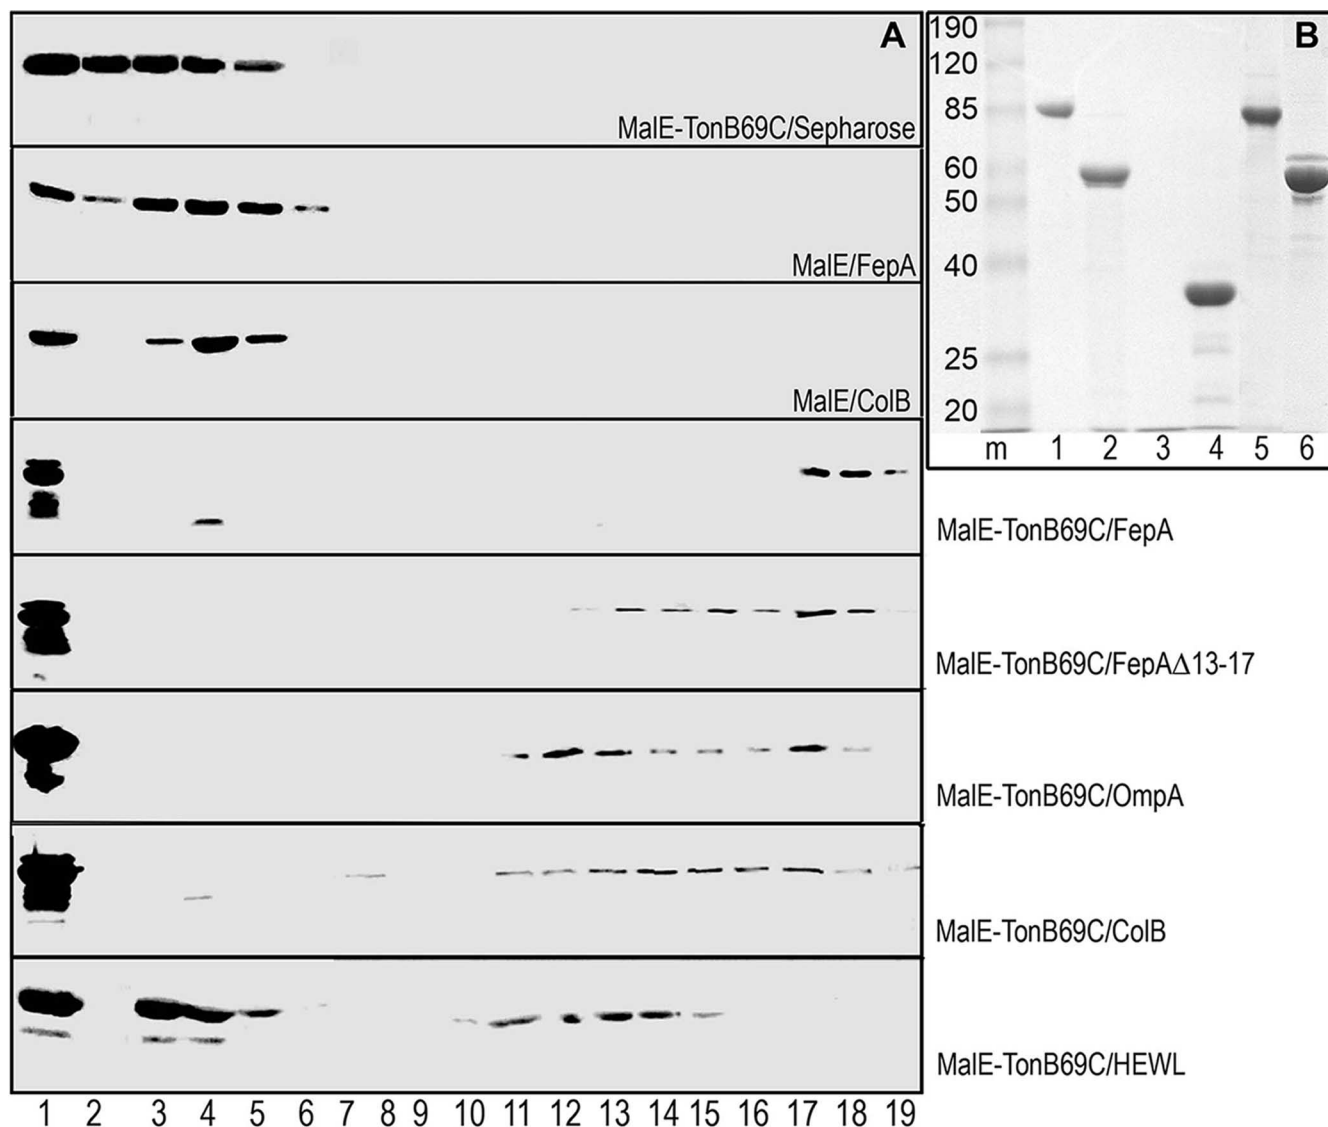 A
MalE-TonB69C/Sepharose
MalE/FepA
MalE/ColB
B
190
120
85
60
50
40
25
20
m 1 2 3 4 5 6
MalE-TonB69C/FepA
MalE-TonB69C/FepAΔ13-17
MalE-TonB69C/OmpA
MalE-TonB69C/ColB
MalE-TonB69C/HEWL
1 2 3 4 5 6 7 8 9 10 11 12 13 14 15 16 17 18 19